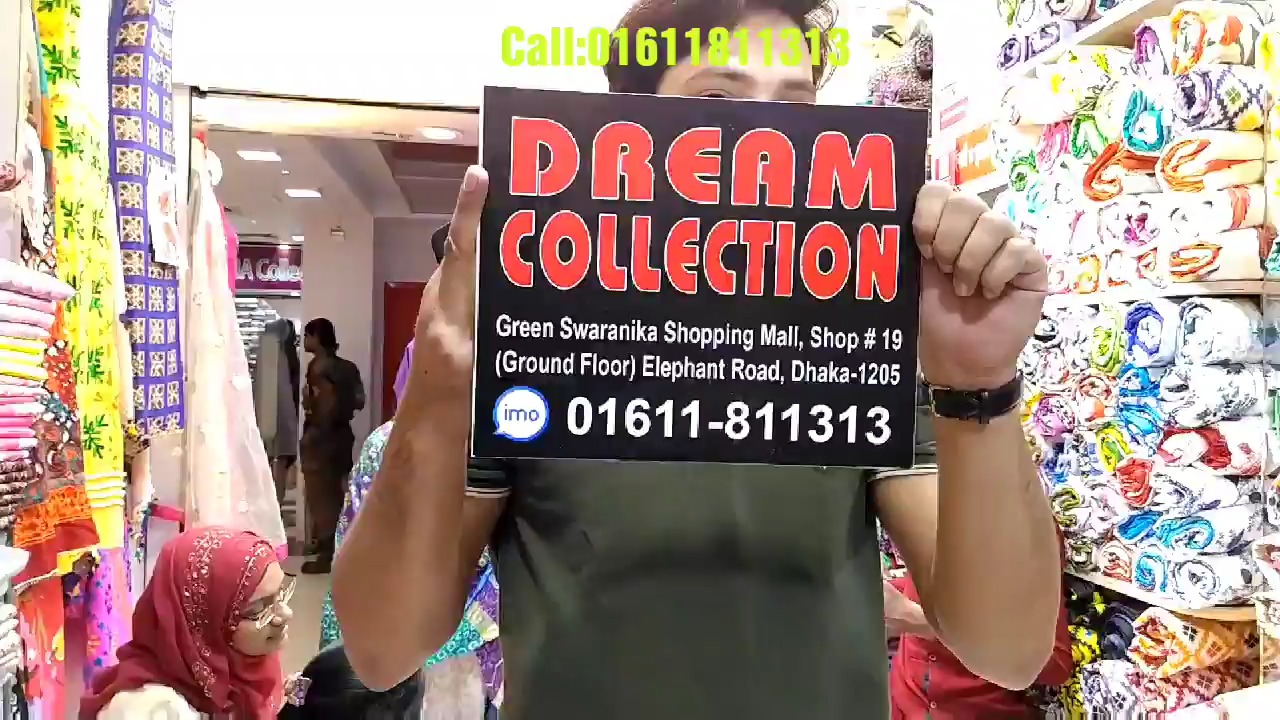 Call:01611811313
DREAM
COLLECTION
Green Swaranika Shopping Mall, Shop # 19
(Ground Floor) Elephant Road, Dhaka-1205
imo 01611-811313